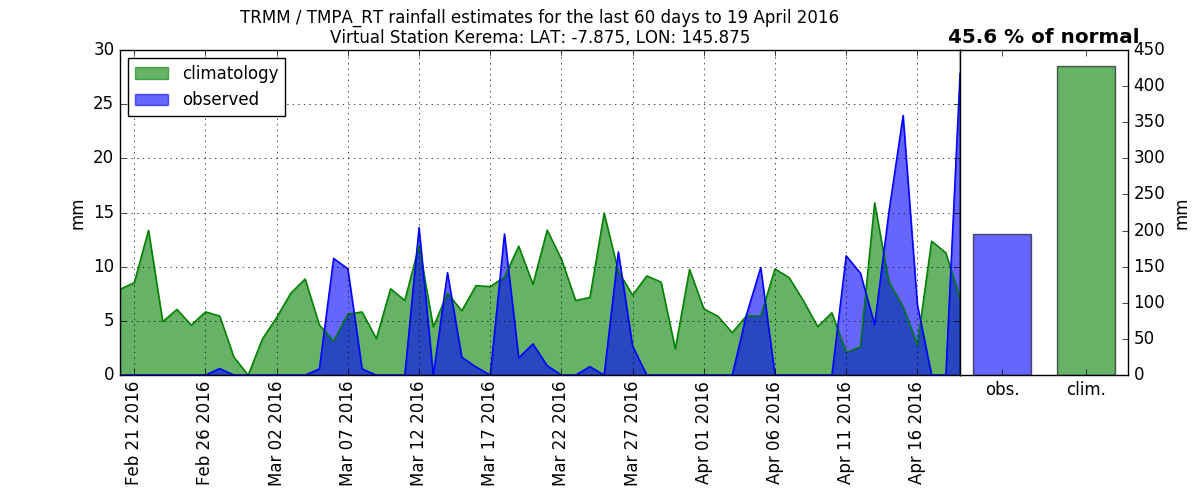 TRMM / TMPA_RT rainfall estimates for the last 60 days to 19 April 2016
Virtual Station Kerema: LAT: -7.875, LON: 145.875
45.6 % of normal
climatology
observed
30
25
20
15
10
5
0
mm
450
400
350
300
250
200
150
100
50
0
mm
Feb 21 2016
Feb 26 2016
Mar 02 2016
Mar 07 2016
Mar 12 2016
Mar 17 2016
Mar 22 2016
Mar 27 2016
Apr 01 2016
Apr 06 2016
Apr 11 2016
Apr 16 2016
obs.
clim.